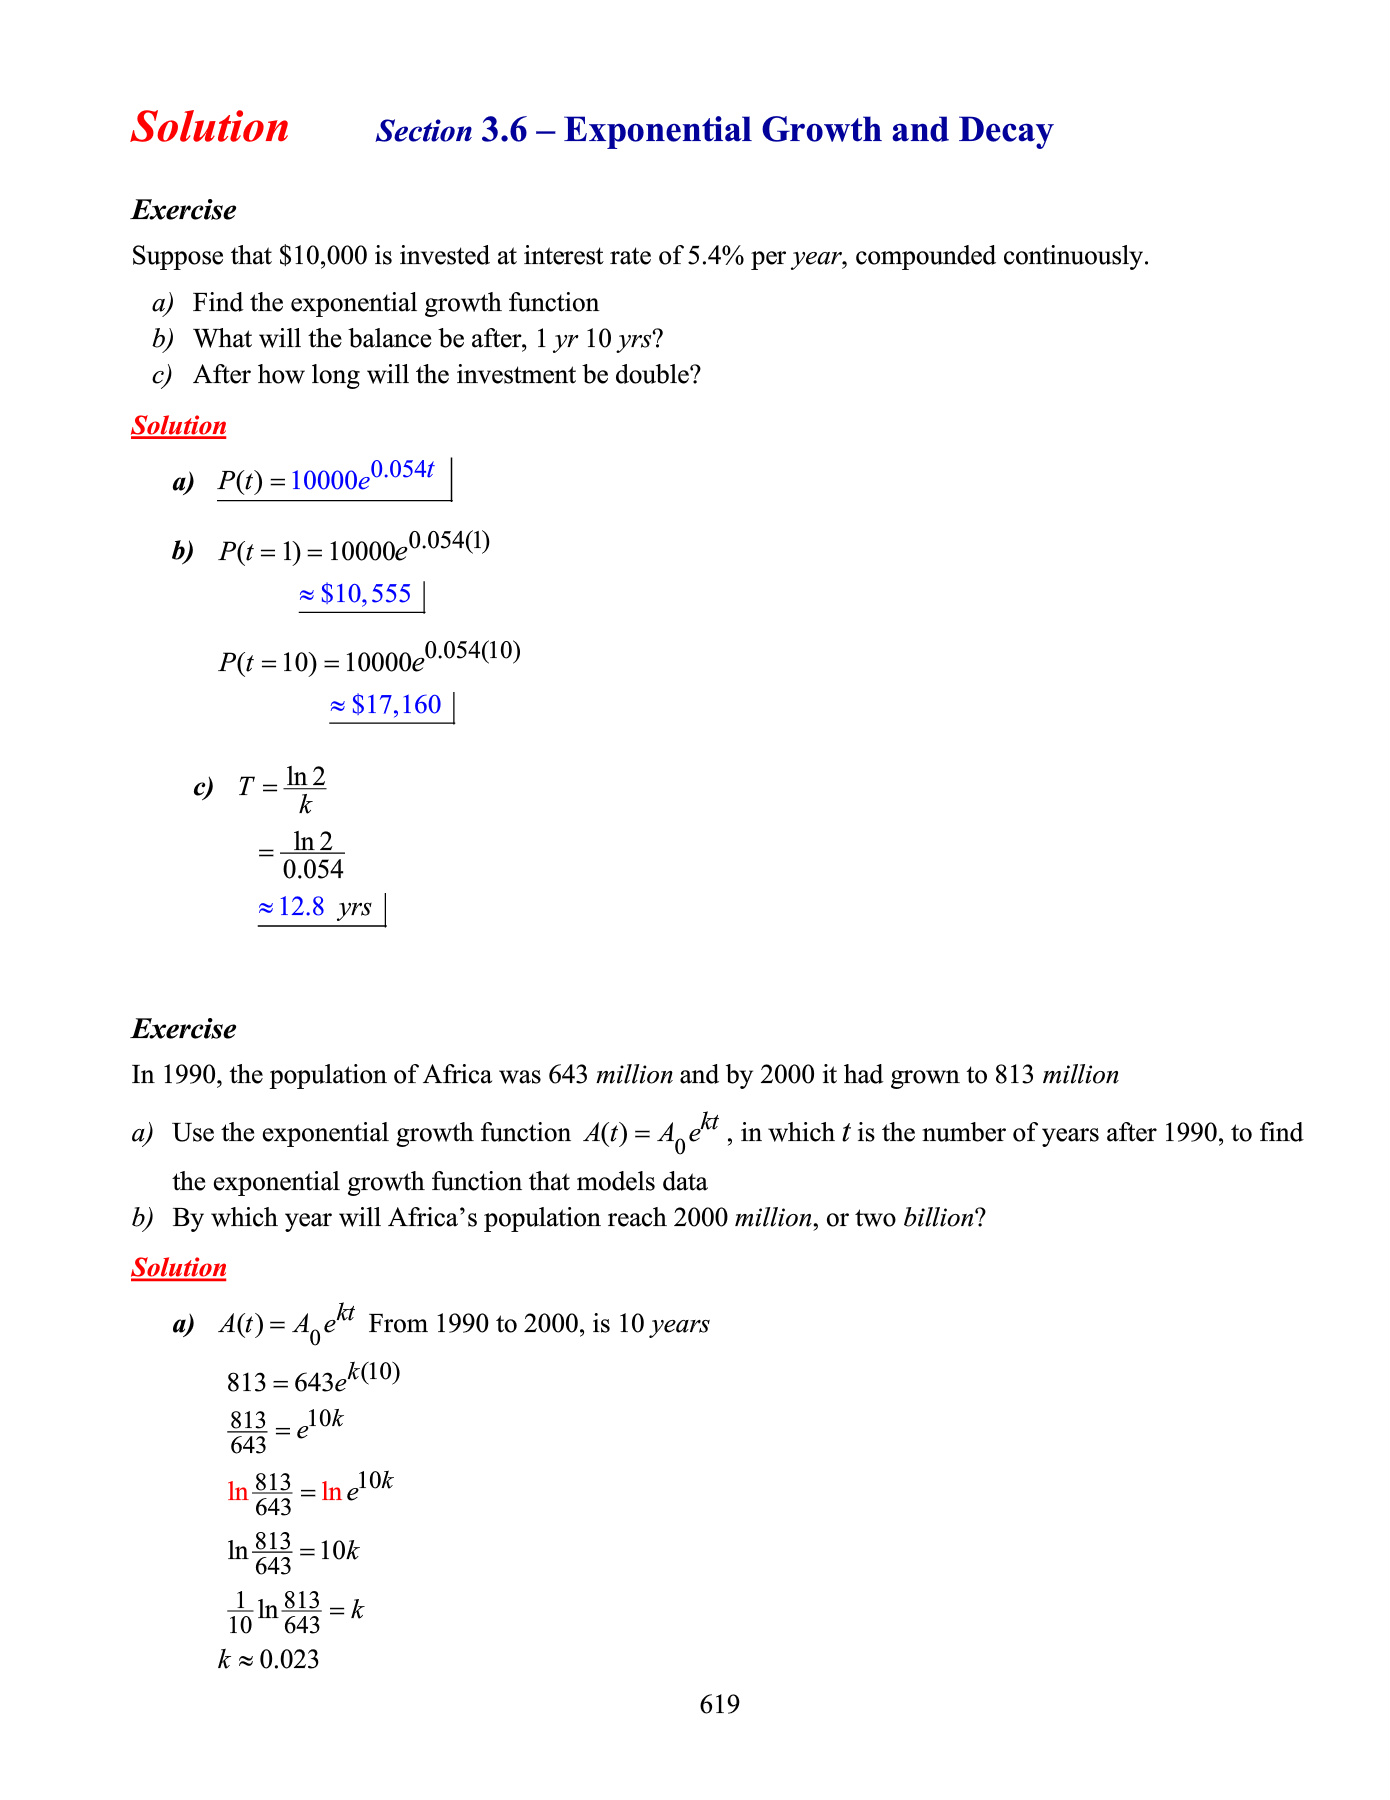 Solution Section 3.6 – Exponential Growth and Decay
Exercise
Suppose that $10,000 is invested at interest rate of 5.4% per year, compounded continuously.
a) Find the exponential growth function
b) What will the balance be after, 1 yr 10 yrs?
c) After how long will the investment be double?
Solution
a) P(t) = 10000e^{0.054t}
b) P(t = 1) = 10000e^{0.054(1)}
≈ $10,555
P(t = 10) = 10000e^{0.054(10)}
≈ $17,160
c) T = \frac{ln 2}{k}
= \frac{ln 2}{0.054}
≈ 12.8 yrs
Exercise
In 1990, the population of Africa was 643 million and by 2000 it had grown to 813 million
a) Use the exponential growth function A(t) = A_0 e^{kt}, in which t is the number of years after 1990, to find
the exponential growth function that models data
b) By which year will Africa’s population reach 2000 million, or two billion?
Solution
a) A(t) = A_0 e^{kt} From 1990 to 2000, is 10 years
813 = 643e^{k(10)}
\frac{813}{643} = e^{10k}
ln \frac{813}{643} = ln e^{10k}
ln \frac{813}{643} = 10k
\frac{1}{10} ln \frac{813}{643} = k
k ≈ 0.023
619